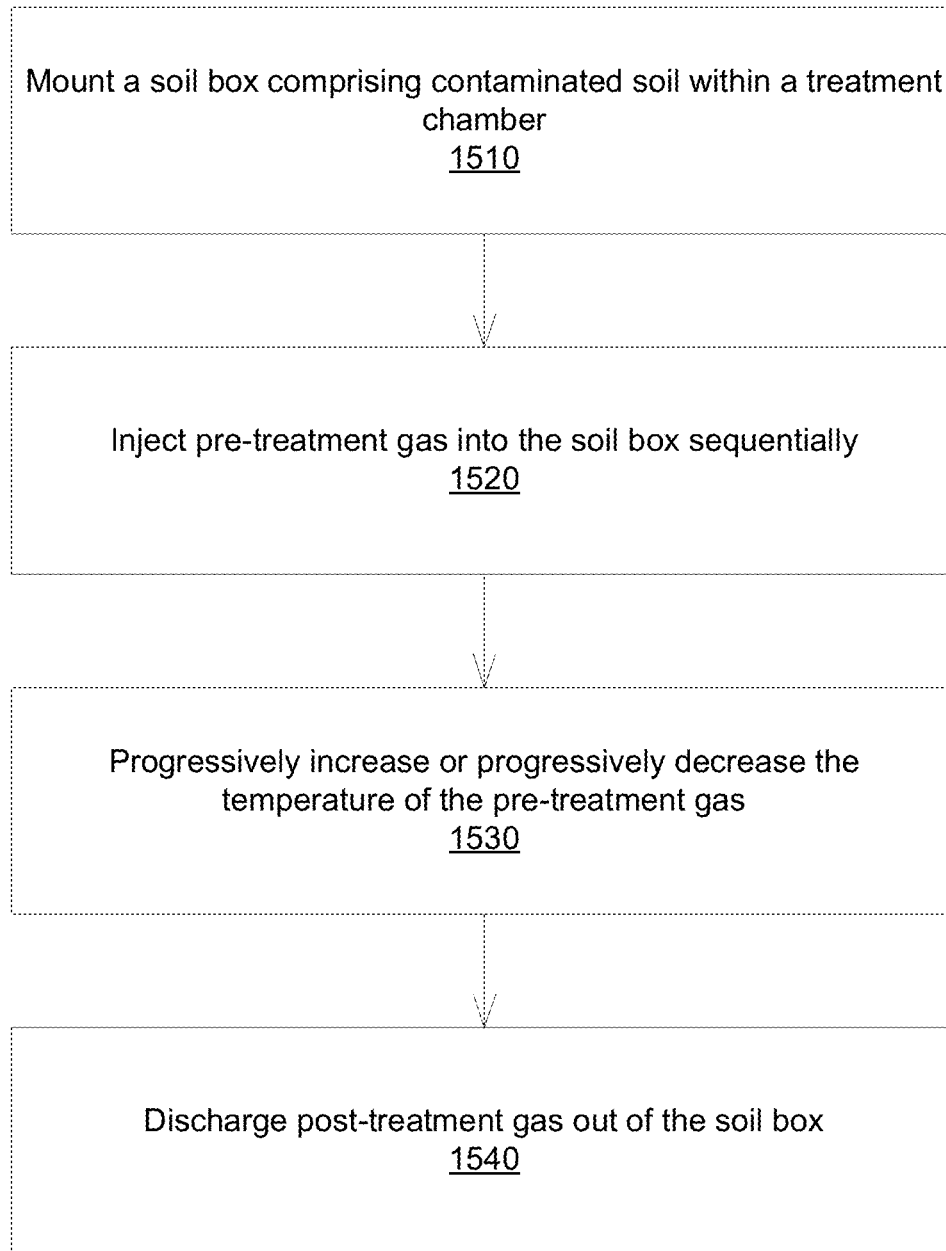 Mount a soil box comprising contaminated soil within a treatment
chamber
1510
Inject pre-treatment gas into the soil box sequentially
1520
Progressively increase or progressively decrease the
temperature of the pre-treatment gas
1530
Discharge post-treatment gas out of the soil box
1540